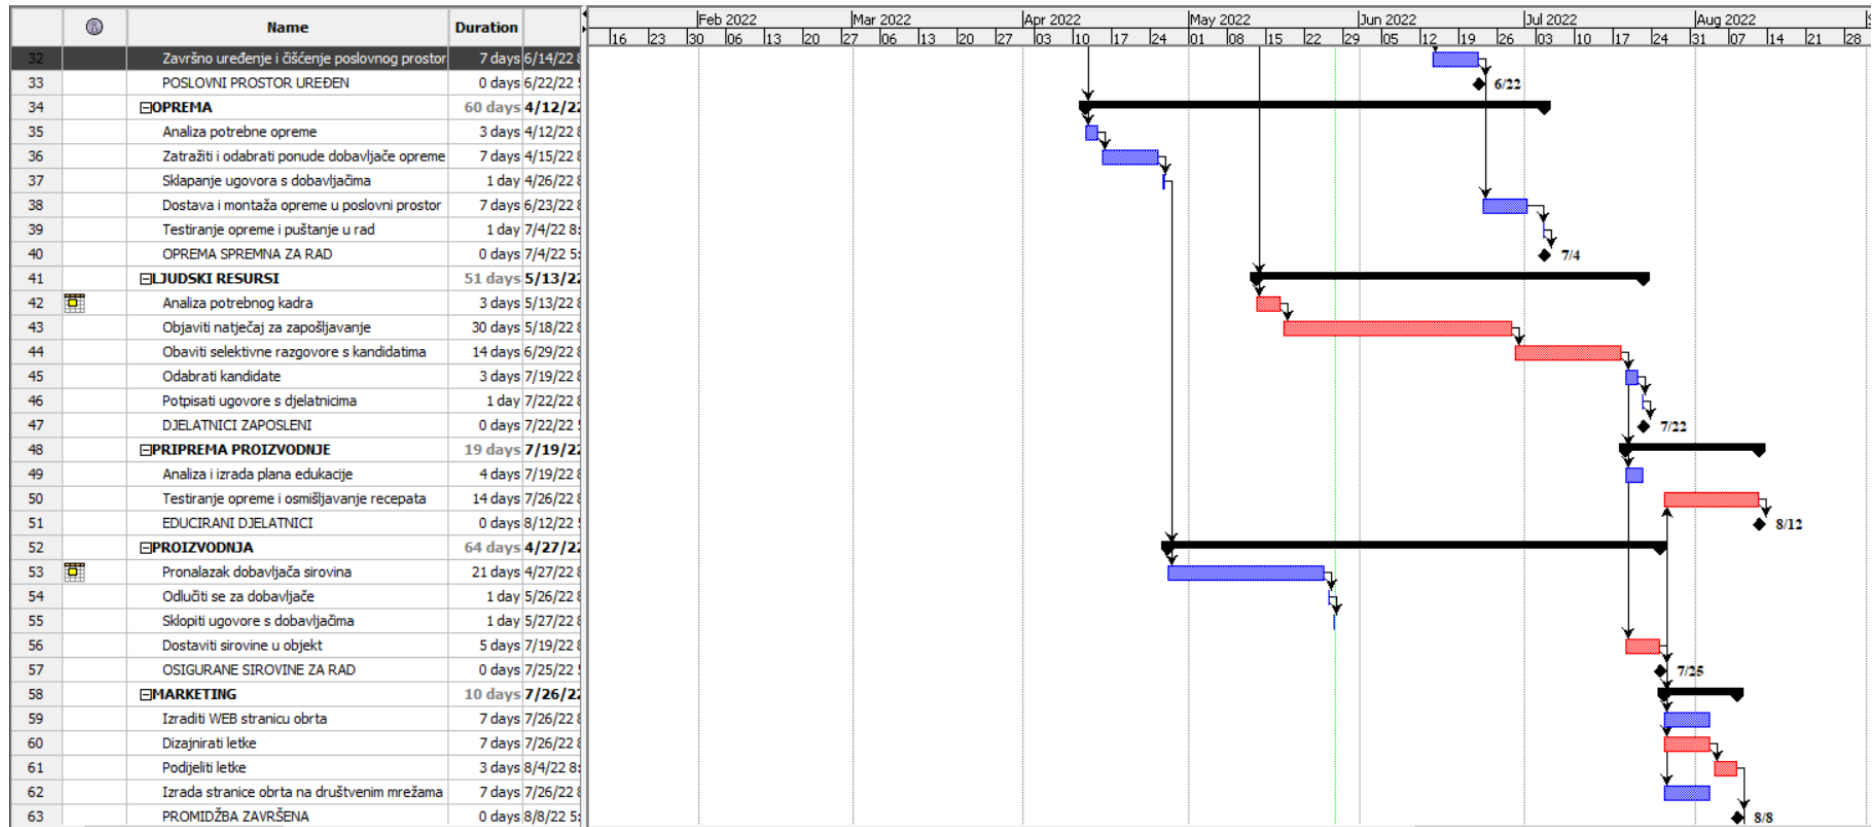 Name Duration
Feb 2022 Mar 2022 Apr 2022 May 2022 Jun 2022 Jul 2022 Aug 2022
16 23 30 06 13 20 27 06 13 20 27 03 10 17 24 01 08 15 22 29 05 12 19 26 03 10 17 24 31 07 14 21 28
32 Završno uređenje i čišćenje poslovnog prostor 7 days 6/14/22
33 POSLOVNI PROSTOR UREĐEN 0 days 6/22/22 6/22
34 OPREMA 60 days 4/12/22
35 Analiza potrebne opreme 3 days 4/12/22
36 Zatražiti i odabrati ponude dobavljače opreme 7 days 4/15/22
37 Sklapanje ugovora s dobavljačima 1 day 4/26/22
38 Dostava i montaža opreme u poslovni prostor 7 days 6/23/22
39 Testiranje opreme i puštanje u rad 1 day 7/4/22 8:
40 OPREMA SPREMNA ZA RAD 0 days 7/4/22 5: 7/4
41 LJUDSKI RESURSI 51 days 5/13/22
42 Analiza potrebnog kadra 3 days 5/13/22
43 Objaviti natječaj za zapošljavanje 30 days 5/18/22
44 Obaviti selektivne razgovore s kandidatima 14 days 6/29/22
45 Odabrati kandidate 3 days 7/19/22
46 Potpisati ugovore s djelatnicima 1 day 7/22/22
47 DJELATNICI ZAPOSLENI 0 days 7/22/22 7/22
48 PRIPREMA PROIZVODNJE 19 days 7/19/22
49 Analiza i izrada plana edukacije 4 days 7/19/22
50 Testiranje opreme i osmišljavanje recepata 14 days 7/26/22
51 EDUCIRANI DJELATNICI 0 days 8/12/22 8/12
52 PROIZVODNJA 64 days 4/27/22
53 Pronalazak dobavljača sirovina 21 days 4/27/22
54 Odlučiti se za dobavljače 1 day 5/26/22
55 Sklopiti ugovore s dobavljačima 1 day 5/27/22
56 Dostaviti sirovine u objekt 5 days 7/19/22
57 OSIGURANE SIROVINE ZA RAD 0 days 7/25/22 7/25
58 MARKETING 10 days 7/26/22
59 Izraditi WEB stranicu obrta 7 days 7/26/22
60 Dizajnirati letke 7 days 7/26/22
61 Podijeliti letke 3 days 8/4/22 8:
62 Izrada stranice obrta na društvenim mrežama 7 days 7/26/22
63 PROMIDŽBA ZAVRŠENA 0 days 8/8/22 5: 8/8